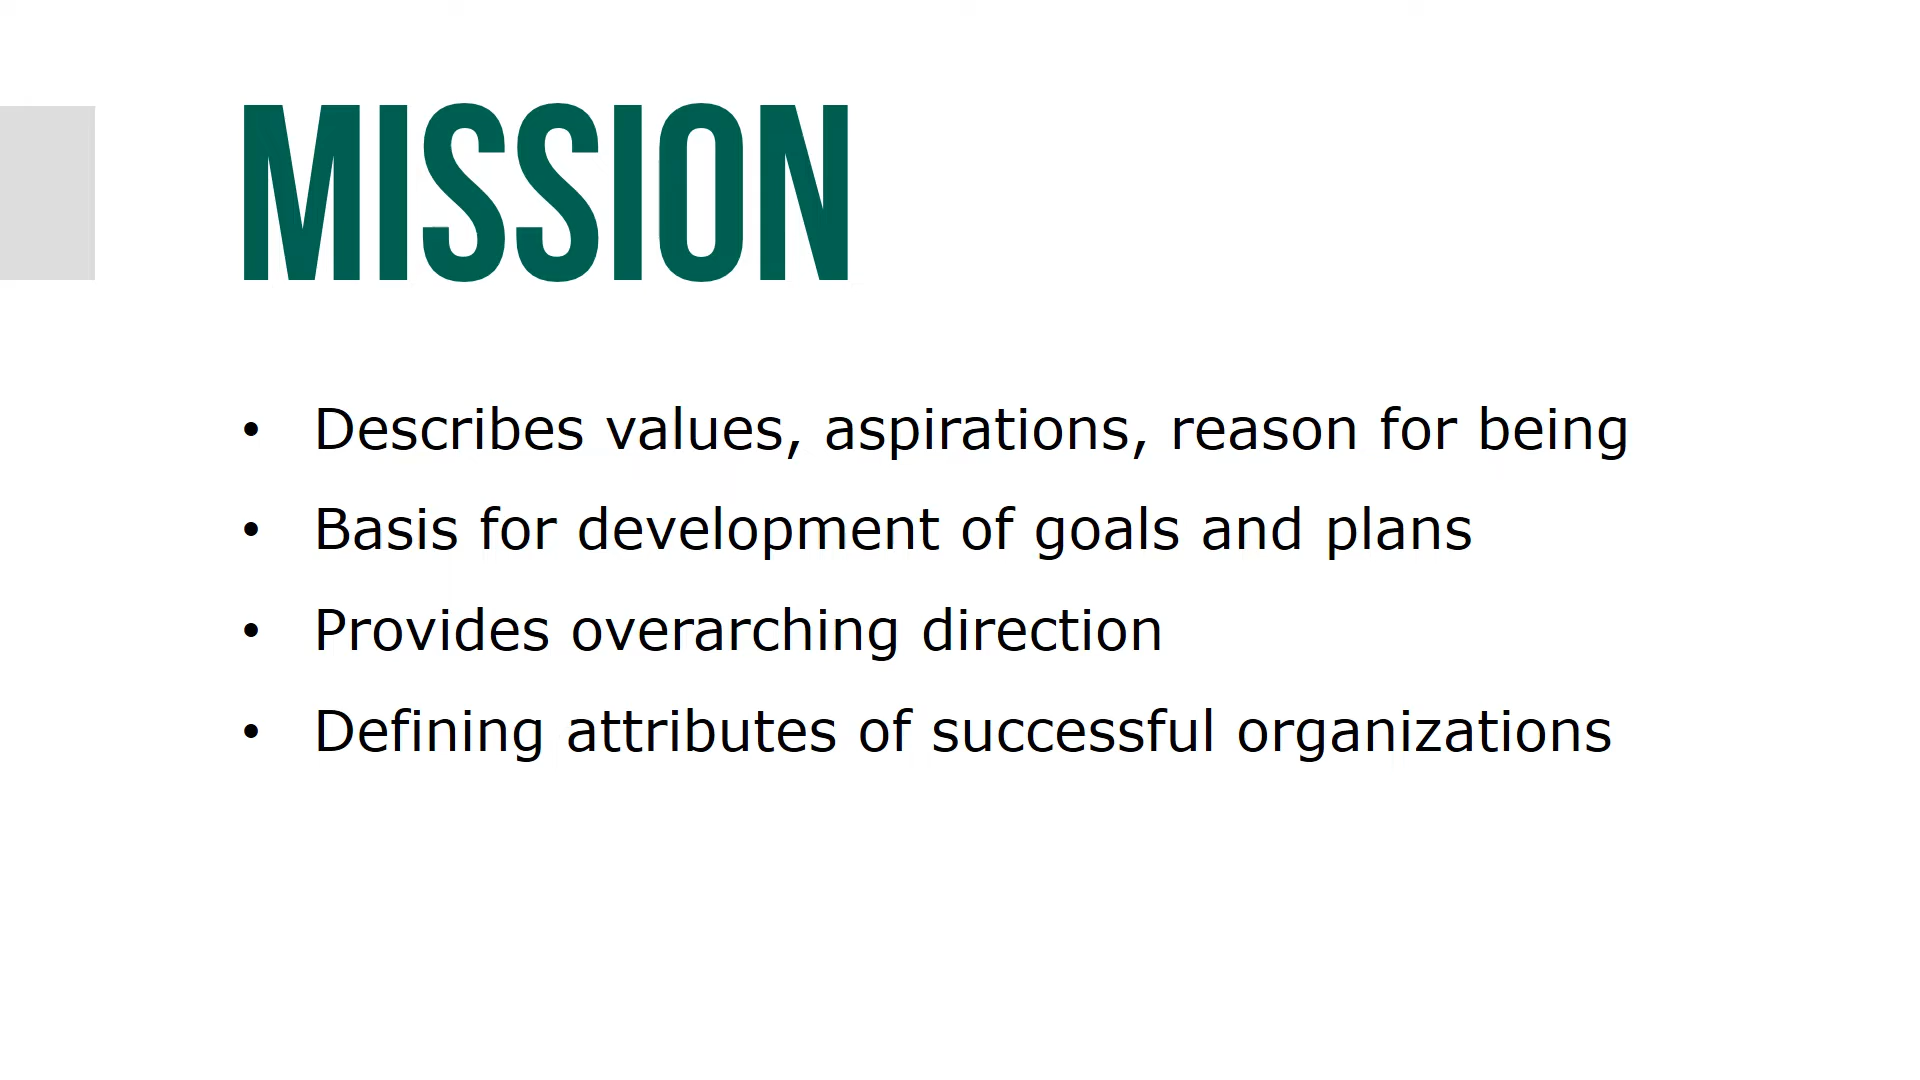 MISSION
• Describes values, aspirations, reason for being
• Basis for development of goals and plans
• Provides overarching direction
• Defining attributes of successful organizations